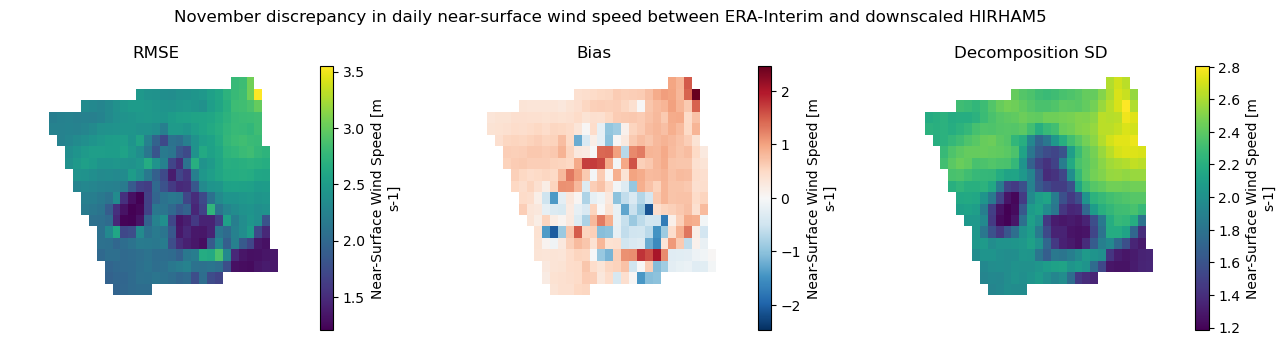 November discrepancy in daily near-surface wind speed between ERA-Interim and downscaled HIRHAM5
RMSE
3.5
3.0
2.5
2.0
1.5
Near-Surface Wind Speed [m
s-1]
Bias
2
1
0
−1
−2
Near-Surface Wind Speed [m
s-1]
Decomposition SD
2.8
2.6
2.4
2.2
2.0
1.8
1.6
1.4
1.2
Near-Surface Wind Speed [m
s-1]